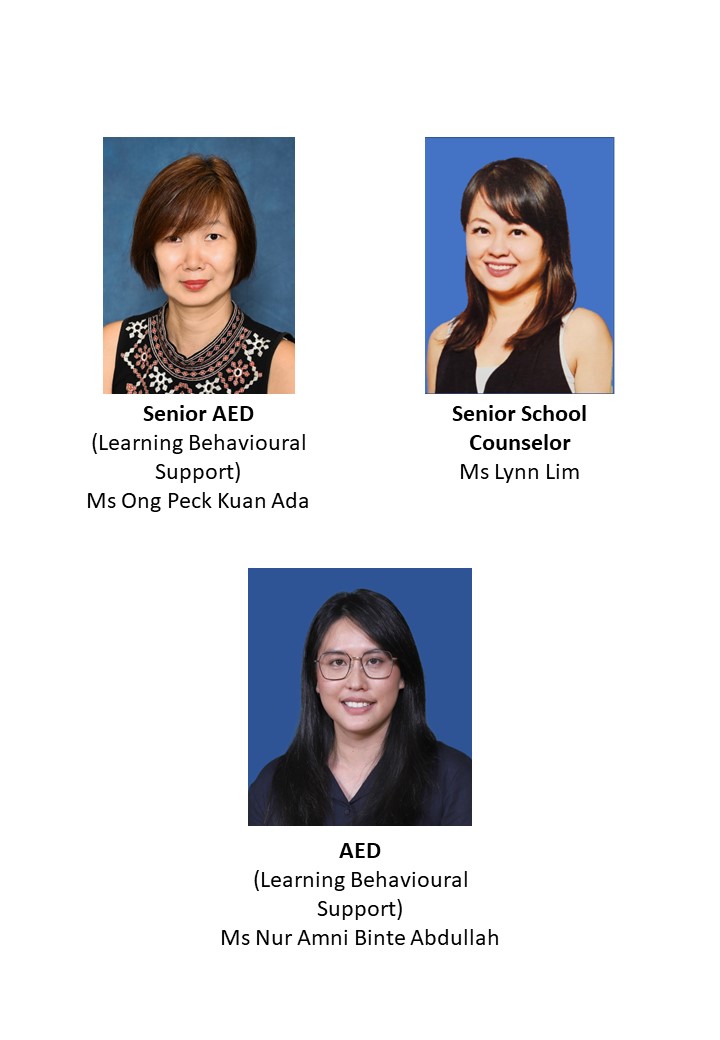 Senior AED
(Learning Behavioural
Support)
Ms Ong Peck Kuan Ada
Senior School
Counselor
Ms Lynn Lim
AED
(Learning Behavioural
Support)
Ms Nur Amni Binte Abdullah